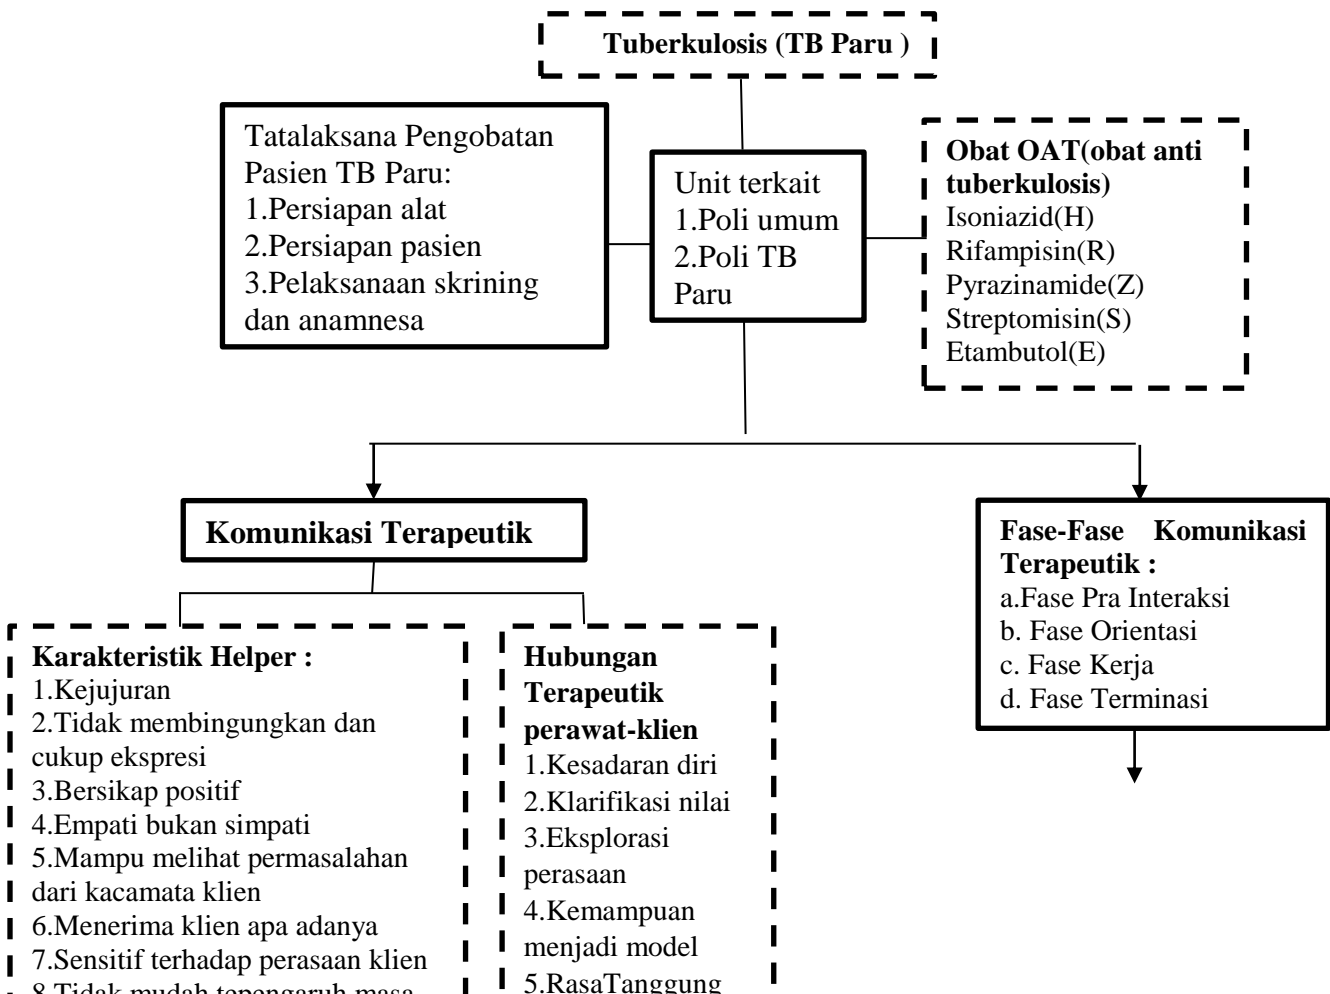 Tuberkulosis (TB Paru )
Tatalaksana Pengobatan
Pasien TB Paru:
1.Persiapan alat
2.Persiapan pasien
3.Pelaksanaan skrining
dan anamnesa
Unit terkait
1.Poli umum
2.Poli TB
Paru
Obat OAT(obat anti
tuberkulosis)
Isoniazid(H)
Rifampisin(R)
Pyrazinamide(Z)
Streptomisin(S)
Etambutol(E)
Komunikasi Terapeutik
Fase-Fase Komunikasi
Terapeutik :
a.Fase Pra Interaksi
b. Fase Orientasi
c. Fase Kerja
d. Fase Terminasi
Karakteristik Helper :
1.Kejujuran
2.Tidak membingungkan dan
cukup ekspresi
3.Bersikap positif
4.Empati bukan simpati
5.Mampu melihat permasalahan
dari kacamata klien
6.Menerima klien apa adanya
7.Sensitif terhadap perasaan klien
8.Tidak mudah tepengaruh masa
Hubungan
Terapeutik
perawat-klien
1.Kesadaran diri
2.Klarifikasi nilai
3.Eksplorasi
perasaan
4.Kemampuan
menjadi model
5.RasaTanggung